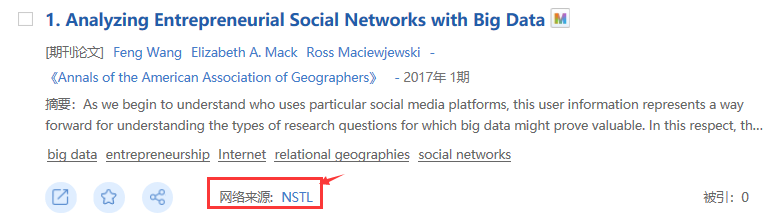 1. Analyzing Entrepreneurial Social Networks with Big Data M
[期刊论文] Feng Wang Elizabeth A. Mack Ross Maciewjewski -
《Annals of the American Association of Geographers》 - 2017年 1期
摘要：As we begin to understand who uses particular social media platforms, this user information represents a way
forward for understanding the types of research questions for which big data might prove valuable. In this respect, th...
big data entrepreneurship Internet relational geographies social networks
网络来源：NSTL 被引：0